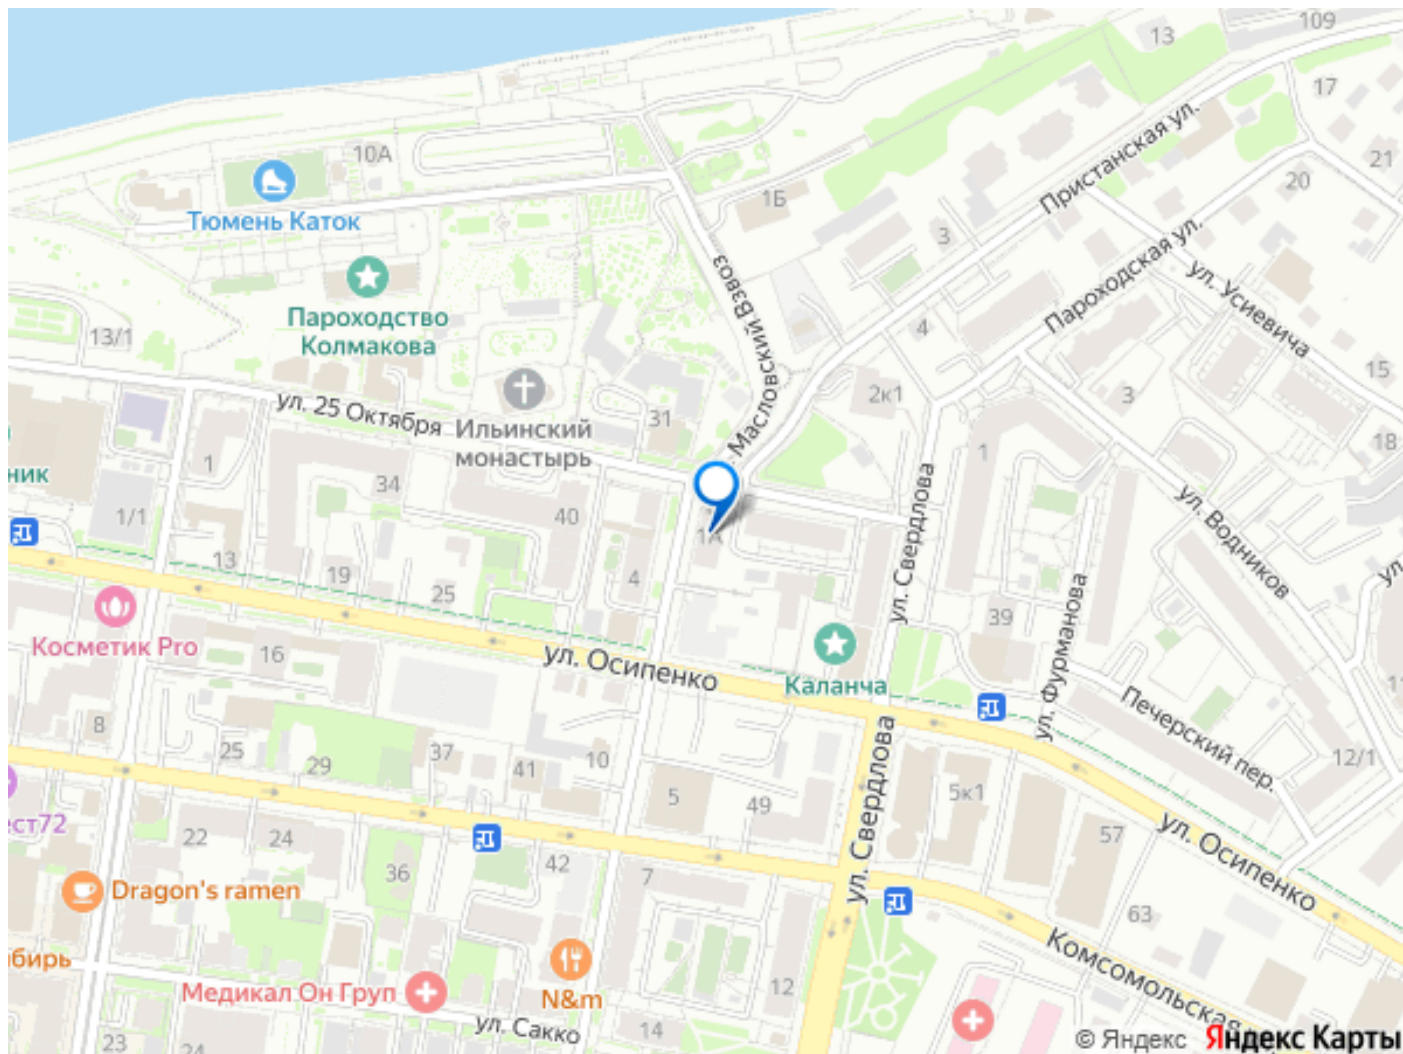 109
13
17
10А
21
20
Пристанская ул.
1Б
Тюмень Каток
3
Пароходская ул.
Масловский Взвоз
ул. Усиевича
Пароходство
Колмакова
13/1
4
15
2к1
3
ул. 25 Октября
Ильинский
монастырь
31
18
1
1
ник
34
ул. Свердлова
ул. Водников
1/1
40
1А
13
19
4
25
39
ул. Фурманова
Косметик Pro
16
ул. Осипенко
Каланча
Печерский пер.
8
25
29
37
41
10
5
49
ул. Свердлова
5к1
12/1
57
ул. Осипенко
ест72
22
24
36
42
7
Dragon's ramen
63
бирь
Комсомольская
Медикал Он Груп
N&m
12
ул. Сакко
14
23
24
© Яндекс Яндекс Карты